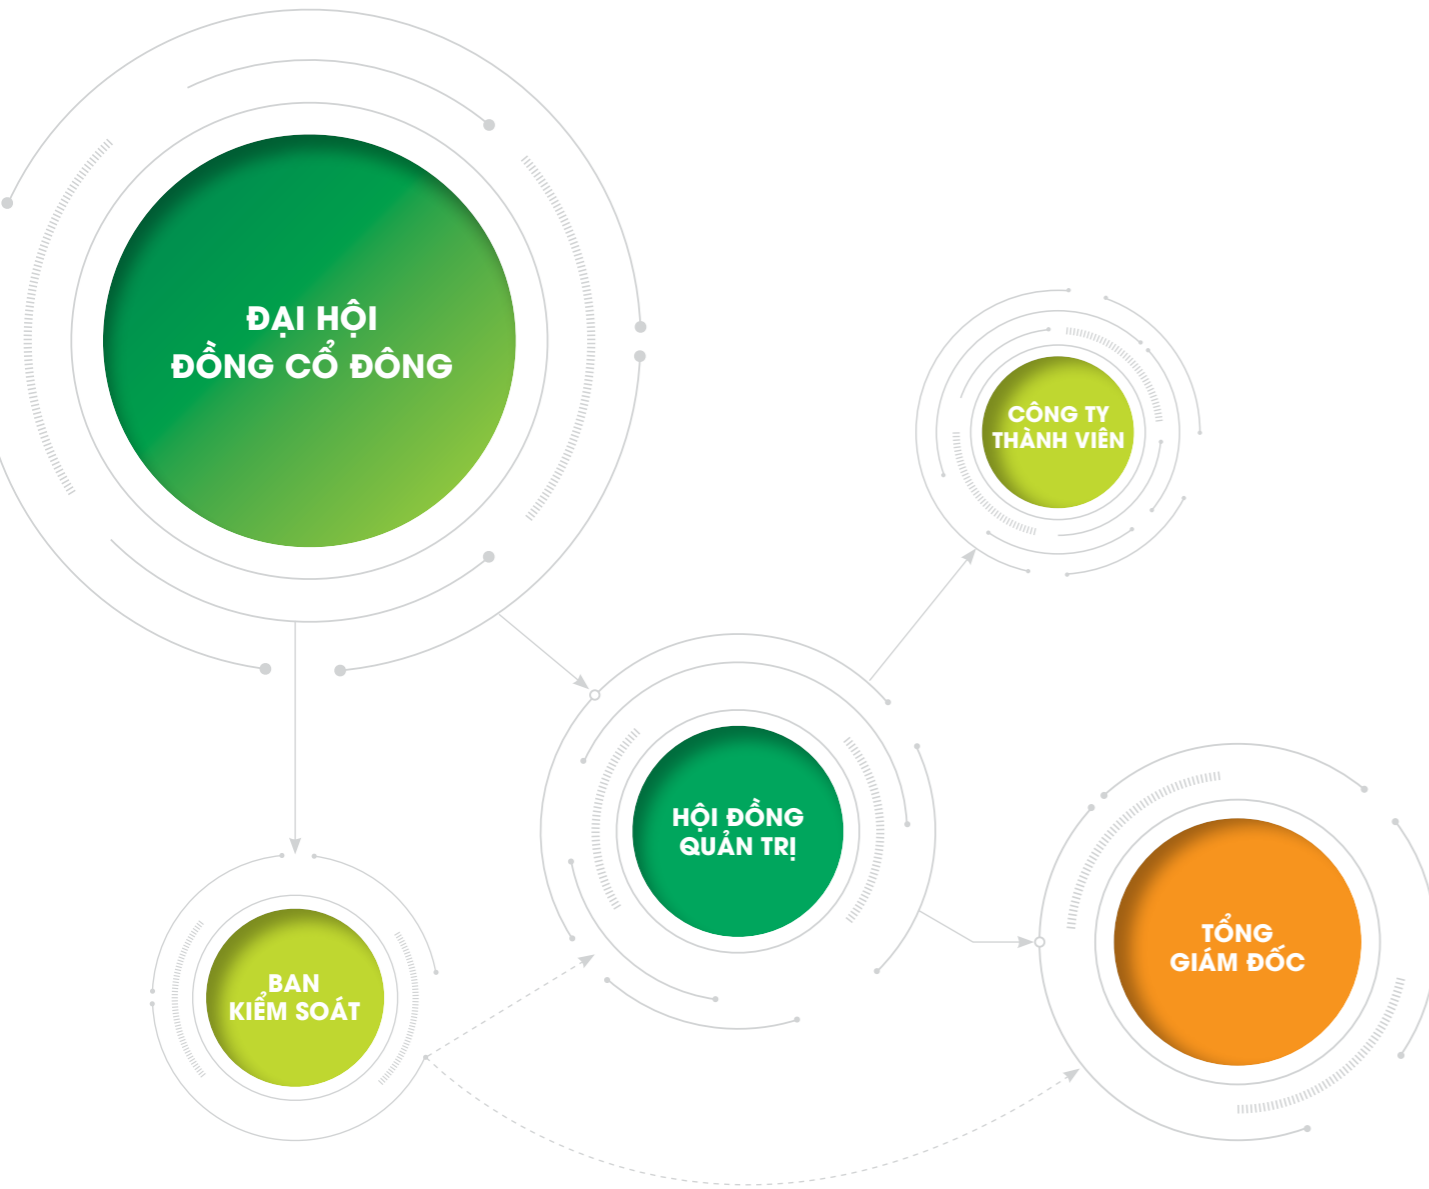 ĐẠI HỘI
ĐỒNG CỔ ĐÔNG
CÔNG TY
THÀNH VIÊN
HỘI ĐỒNG
QUẢN TRỊ
TỔNG
GIÁM ĐỐC
BAN
KIỂM SOÁT